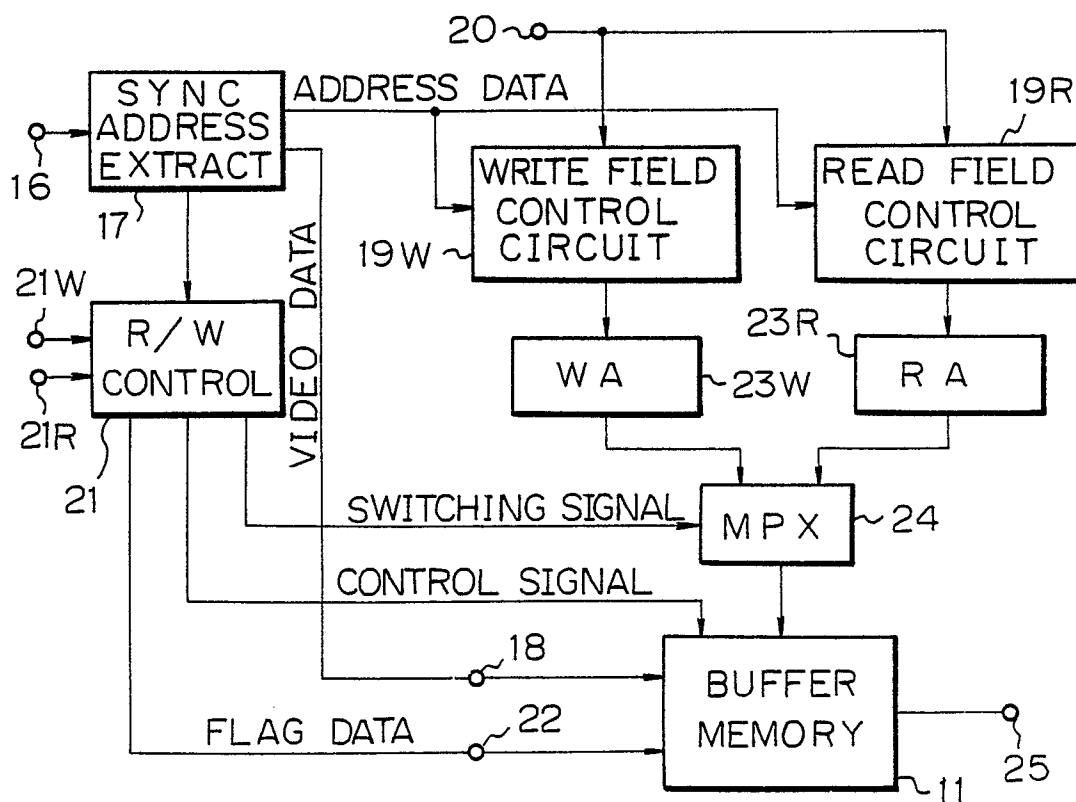 20
SYNC
ADDRESS
EXTRACT
ADDRESS DATA
19R
16
17
WRITE FIELD
CONTROL
CIRCUIT
READ FIELD
CONTROL
CIRCUIT
19W
VIDEO DATA
21W
R/W
CONTROL
21R
21
WA
23W
23R
RA
SWITCHING SIGNAL
MPX
24
CONTROL SIGNAL
18
BUFFER
MEMORY
FLAG DATA
22
25
11